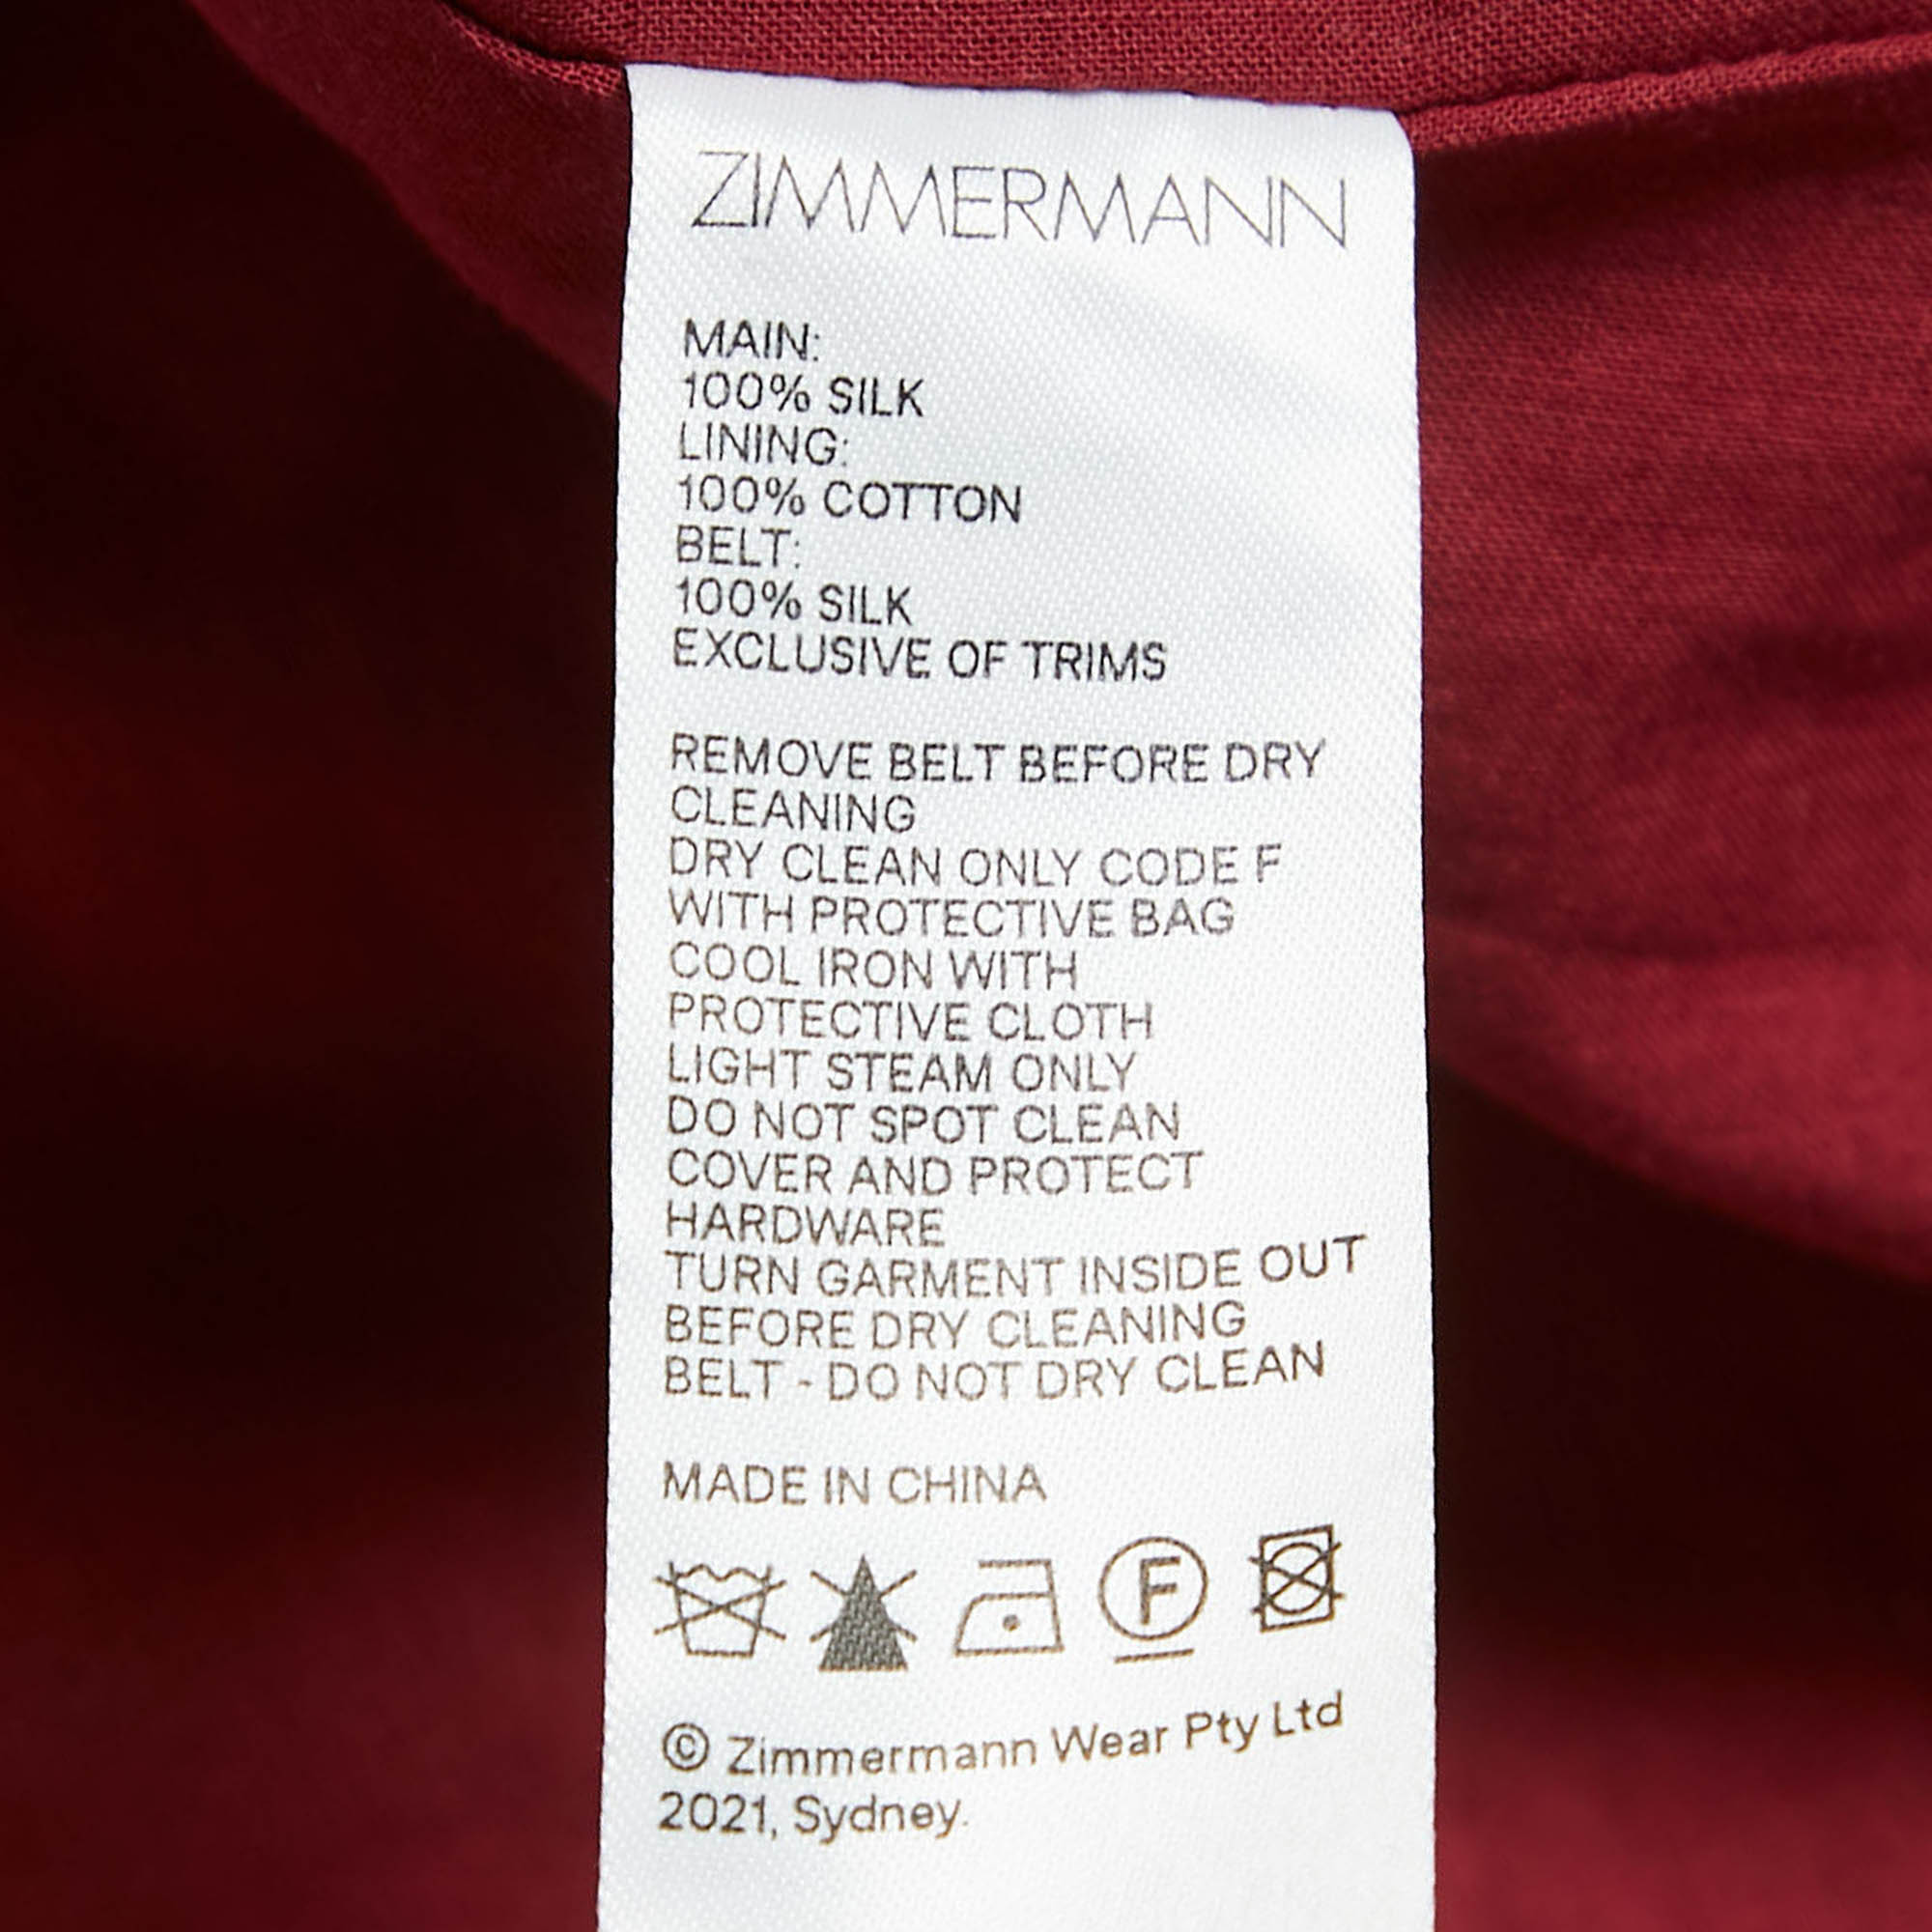 ZIMMERMANN
MAIN:
100% SILK
LINING:
100% COTTON
BELT:
100% SILK
EXCLUSIVE OF TRIMS
REMOVE BELT BEFORE DRY
CLEANING
DRY CLEAN ONLY CODE F
WITH PROTECTIVE BAG
COOL IRON WITH
PROTECTIVE CLOTH
LIGHT STEAM ONLY
DO NOT SPOT CLEAN
COVER AND PROTECT
HARDWARE
TURN GARMENT INSIDE OUT
BEFORE DRY CLEANING
BELT - DO NOT DRY CLEAN
MADE IN CHINA
F
© Zimmermann Wear Pty Ltd
2021, Sydney.